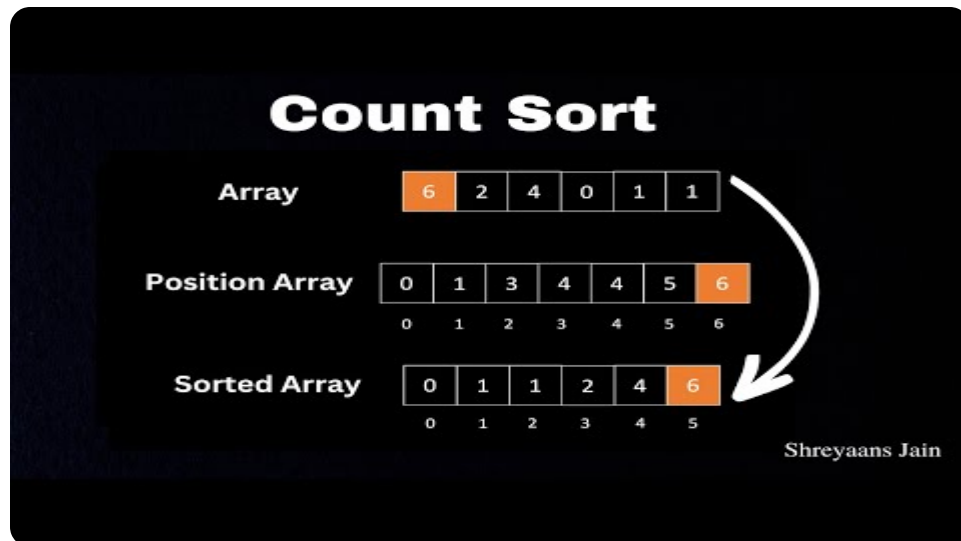 Count Sort
Array 6 2 4 0 1 1
Position Array 0 1 3 4 4 5 6
0 1 2 3 4 5 6
Sorted Array 0 1 1 2 4 6
0 1 2 3 4 5
Shreyaans Jain